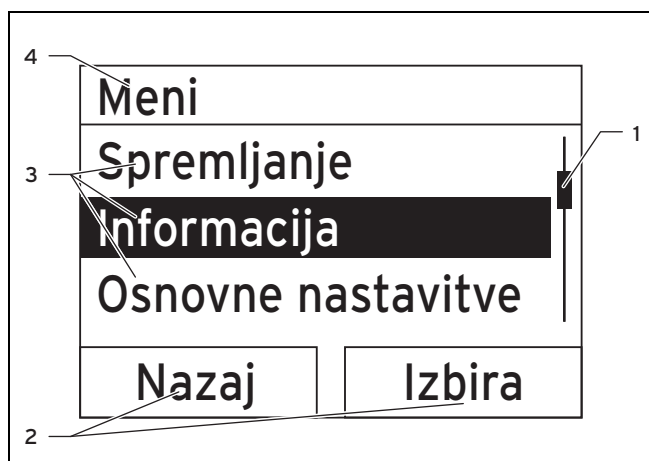 4
Meni
1
Spremljanje
3
Informacija
Osnovne nastavitve
Nazaj Izbira
2